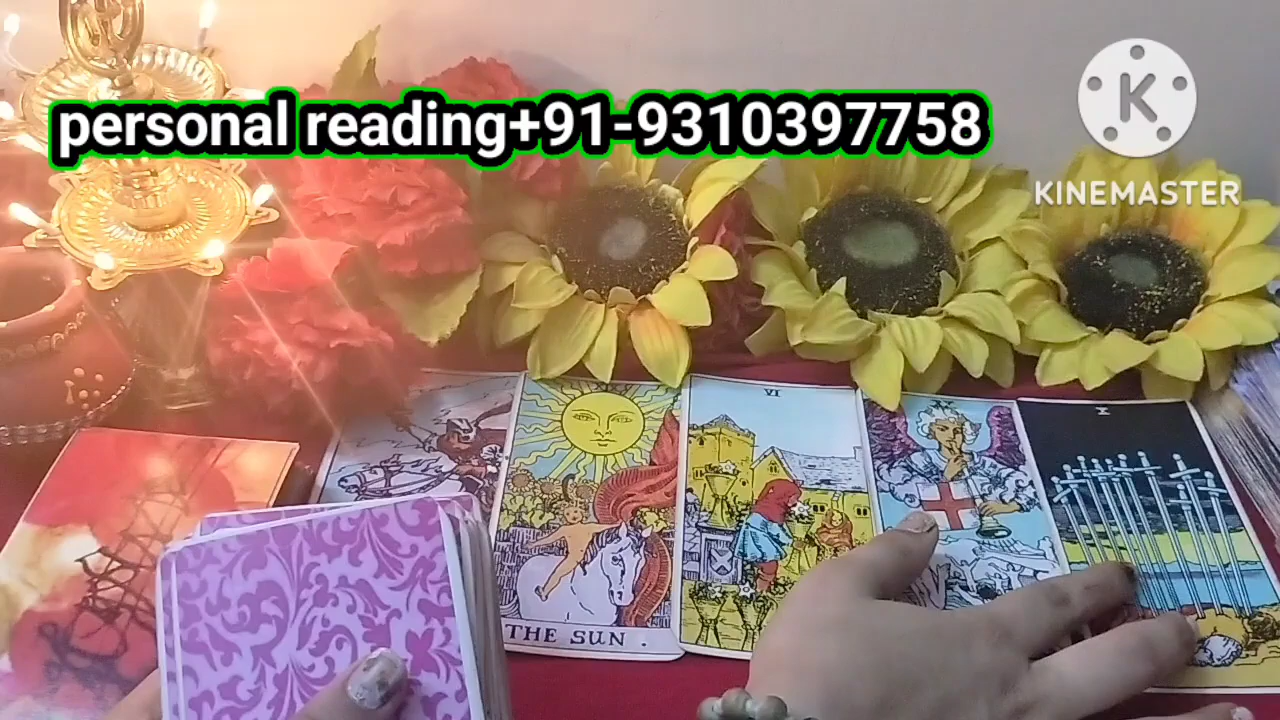 personal reading+91-9310397758
K
KINEMASTER
VI
X
THE SUN .